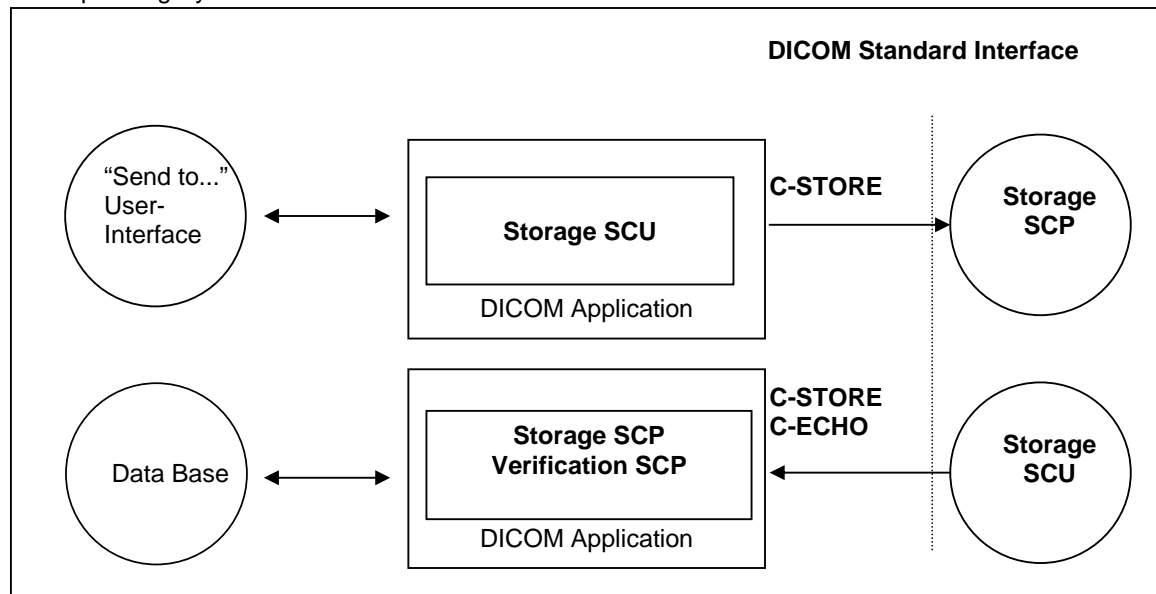 DICOM Standard Interface
“Send to...”
User-
Interface
Storage SCU
DICOM Application
C-STORE
Storage
SCP
Data Base
Storage SCP
Verification SCP
DICOM Application
C-STORE
C-ECHO
Storage
SCU